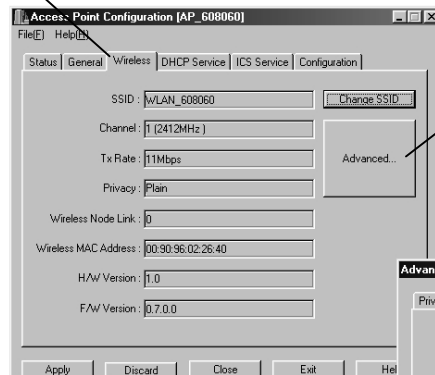 Access Point Configuration [AP_608060]
File(F) Help(H)
Status General Wireless DHCP Service ICS Service Configuration
SSID : WLAN_608060 Change SSID
Channel : 1 (2412MHz )
Tx Rate : 11Mbps Advanced...
Privacy : Plain
Wireless Node Link : 0
Wireless MAC Address : 00:90:96:02:26:40
H/W Version : 1.0
F/W Version : 0.7.0.0
Advan
Priv
Apply Discard Close Exit Hel